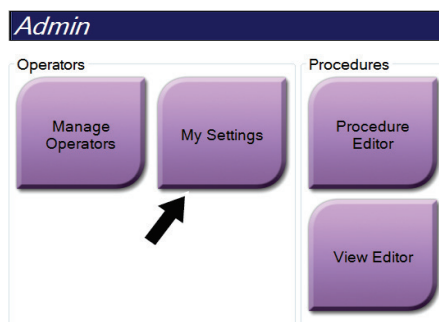 Admin
Operators
Procedures
Manage
Operators
My Settings
Procedure
Editor
View Editor